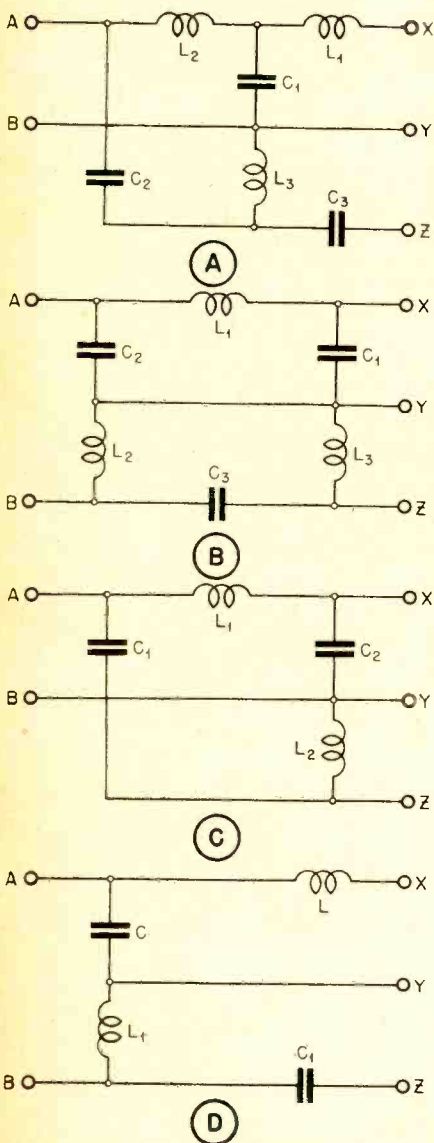 A L₂ L₁ X
C₁
B Y
C₂ L₃
C₃ Z
A
A L₁ X
C₂ C₁
Y
L₂ L₃
B C₃ Z
B
A L₁ X
C₁ C₂
B Y
L₂
Z
C
A L X
C
Y
L₁
B C₁ Z
D